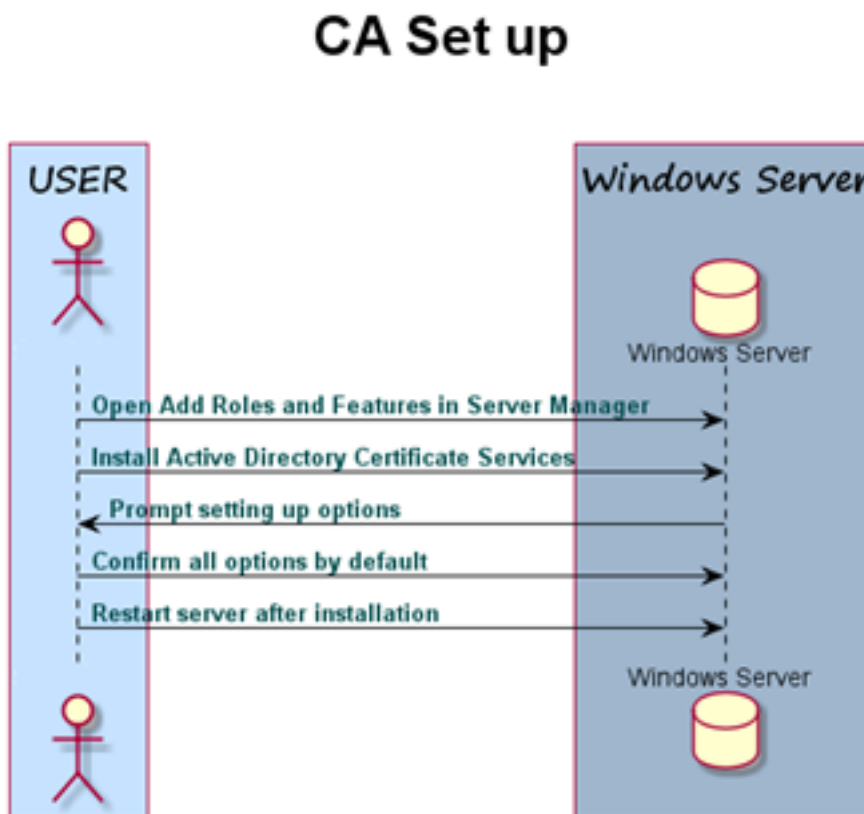 CA Set up
USER
Windows Server
Windows Server
Open Add Roles and Features in Server Manager
Install Active Directory Certificate Services
Prompt setting up options
Confirm all options by default
Restart server after installation
Windows Server